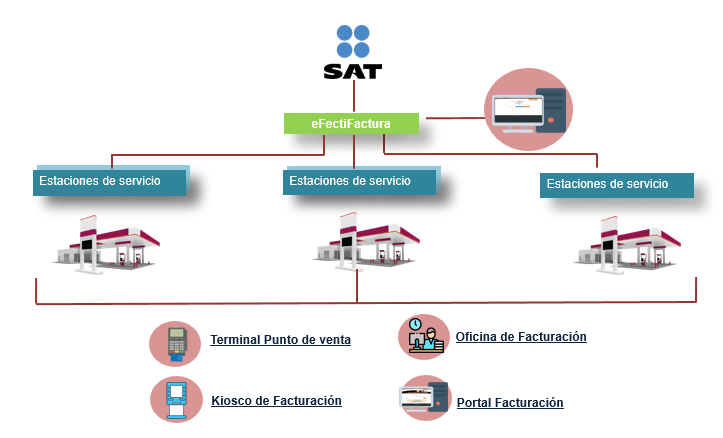 SAT
eFectiFactura
Estaciones de servicio
Estaciones de servicio
Estaciones de servicio
Terminal Punto de venta
Oficina de Facturación
Kiosco de Facturación
Portal Facturación